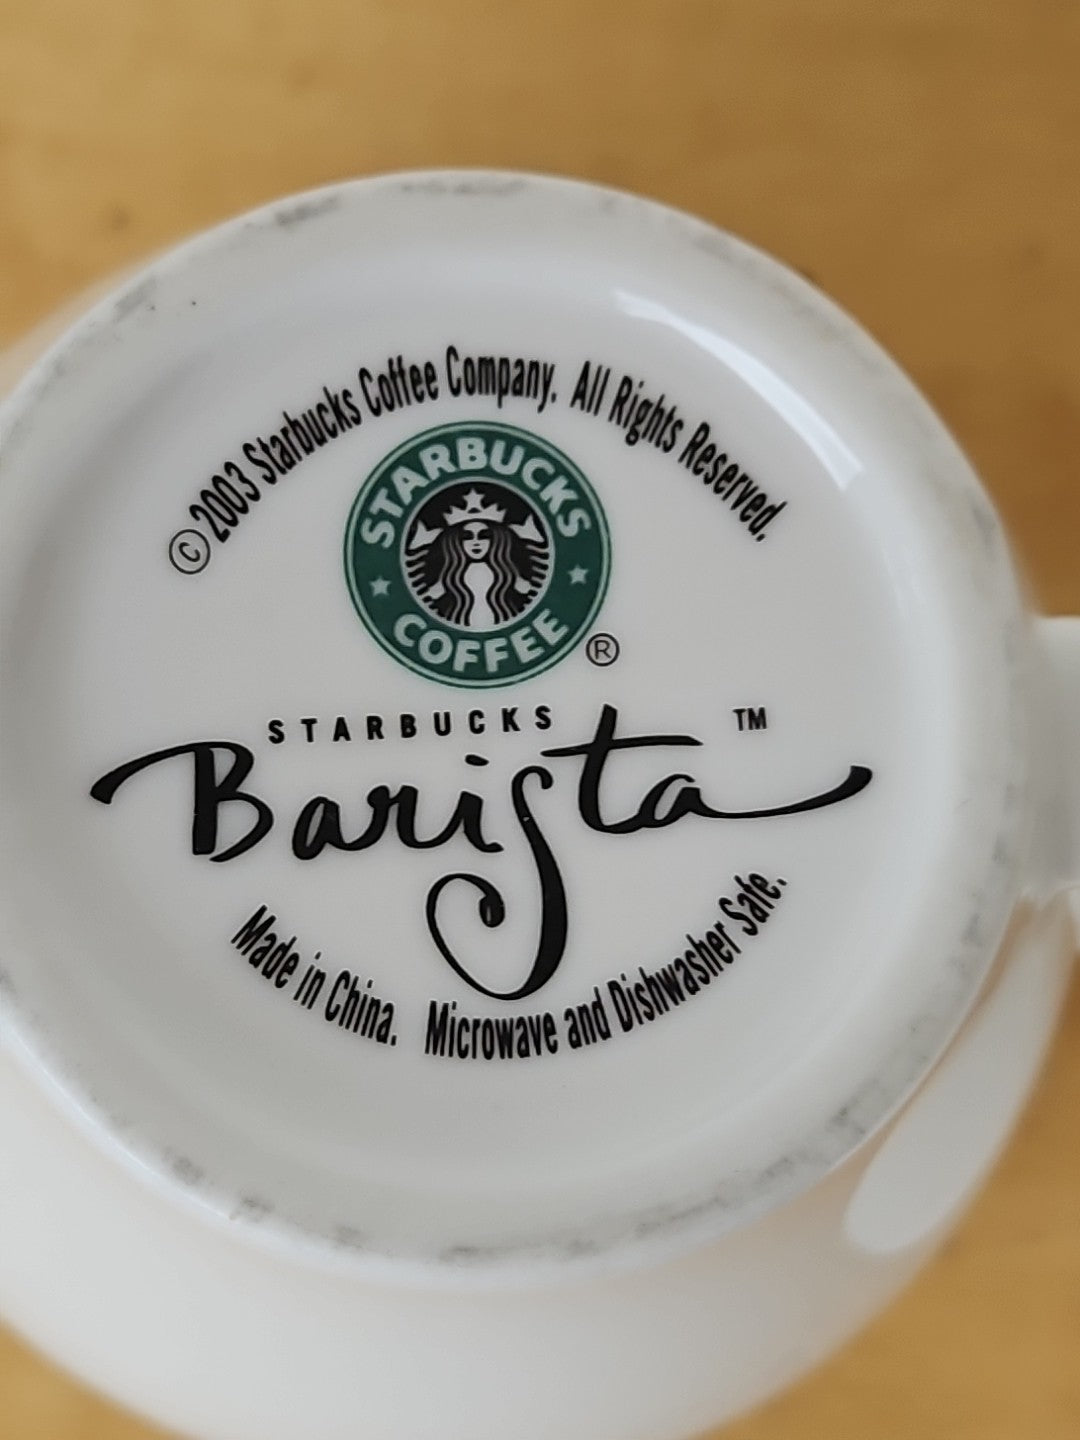 © 2003 Starbucks Coffee Company. All Rights Reserved.
STARBUCKS
COFFEE
®
STARBUCKS
Barista ™
Made in China. Microwave and Dishwasher Safe.